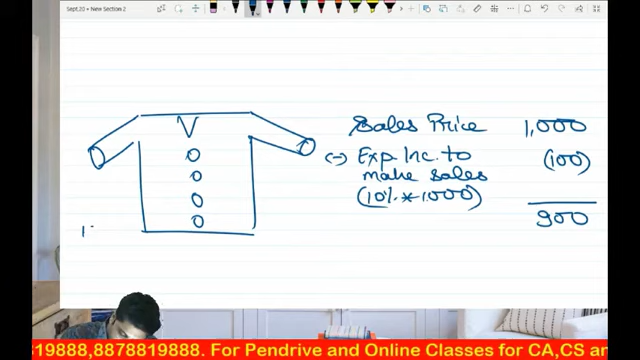 Sept.20 + New Section 2
V
Sales Price 1,000
(-) Exp Inc. to (100)
make sales
(10% * 1000)
900
19888,8878819888. For Pendrive and Online Classes for CA,CS an